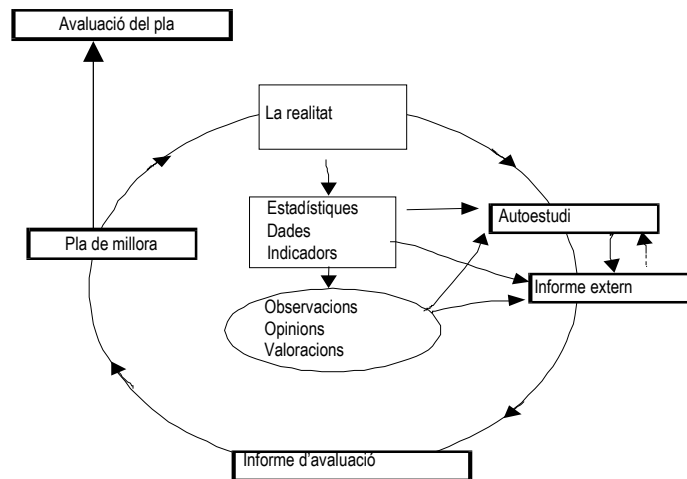 Avaluació del pla
La realitat
Estadístiques
Dades
Indicadors
Autoestudi
Pla de millora
Informe extern
Observacions
Opinions
Valoracions
Informe d'avaluació